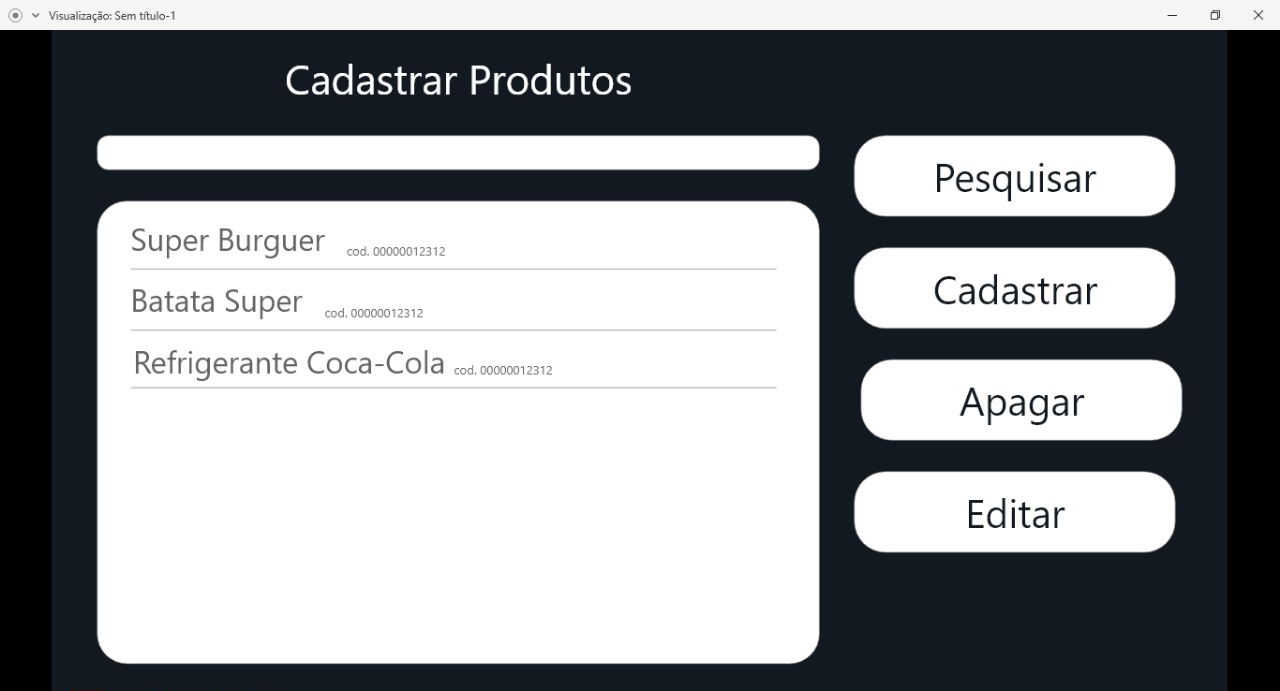 Visualização: Sem título-1
Cadastrar Produtos
Super Burguer cod. 00000012312
Batata Super cod. 00000012312
Refrigerante Coca-Cola cod. 00000012312
Pesquisar
Cadastrar
Apagar
Editar